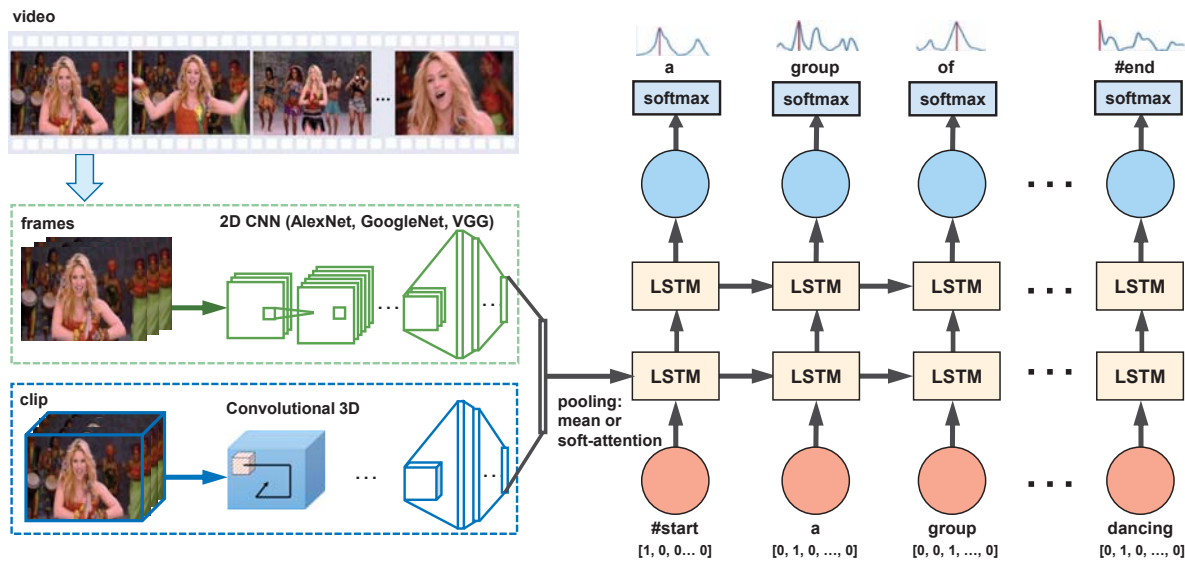 video
...
frames
2D CNN (AlexNet, GoogleNet, VGG)
...
...
clip
Convolutional 3D
...
...
pooling:
mean or
soft-attention
a group of #end
softmax softmax softmax softmax
...
LSTM LSTM LSTM ... LSTM
LSTM LSTM LSTM ... LSTM
...
#start a group dancing
[1, 0, 0... 0] [0, 1, 0, ..., 0] [0, 0, 1, ..., 0] [0, 1, 0, ..., 0]